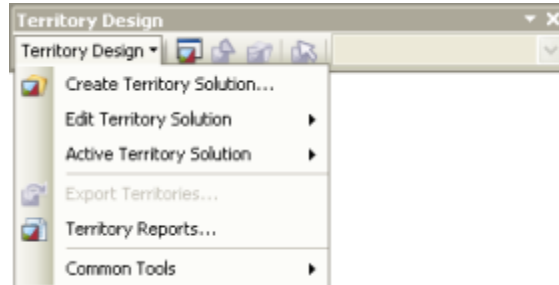 Territory Design
Territory Design
Create Territory Solution...
Edit Territory Solution
Active Territory Solution
Export Territories...
Territory Reports...
Common Tools